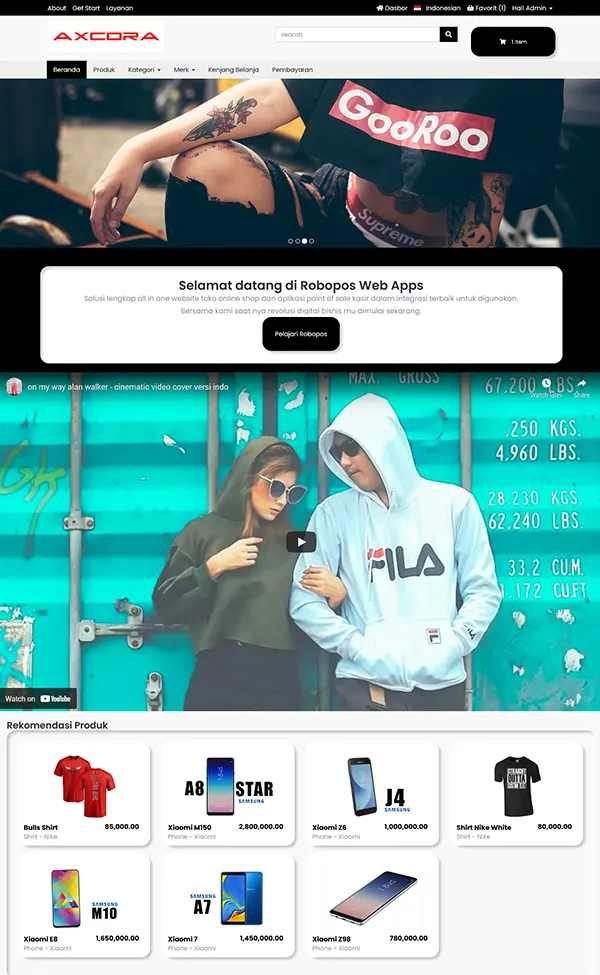 About Get Start Layanan
Dasbor Indonesian Favorit (1) Hai! Admin
AXCORA
search
1 Item
Beranda Produk Kategori Merk Kenjang Belanja Pembayaran
GOOROO
Supreme
Selamat datang di Robopos Web Apps
Solusi lengkap all in one website toko online shop dan aplikasi point of sale kasir dalam integrasi terbaik untuk digunakan.
Bersama kami saat nya revolusi digital bisnis mu dimulai sekarang.
Pelajari Robopos
on my way alan walker - cinematic video cover versi indo
Watch later Share
MAX. GROSS 67.200 LBS.
.250 KGS.
4,960 LBS.
28.230 KGS.
62,240 LBS.
33.2 CU.M.
1.172 CU.FT
FILA
FILA
Watch on YouTube
Rekomendasi Produk
A8 STAR
SAMSUNG
J4
SAMSUNG
STRAIGHT
OUTTA
Bulls Shirt 85,000.00
Shirt - Nike
Xiaomi M150 2,800,000.00
Phone - Xiaomi
Xiaomi Z6 1,000,000.00
Phone - Xiaomi
Shirt Nike White 80,000.00
Shirt - Nike
SAMSUNG
M10
SAMSUNG
A7
Xiaomi E8 1,650,000.00
Phone - Xiaomi
Xiaomi 7 1,450,000.00
Phone - Xiaomi
Xiaomi Z98 780,000.00
Phone - Xiaomi